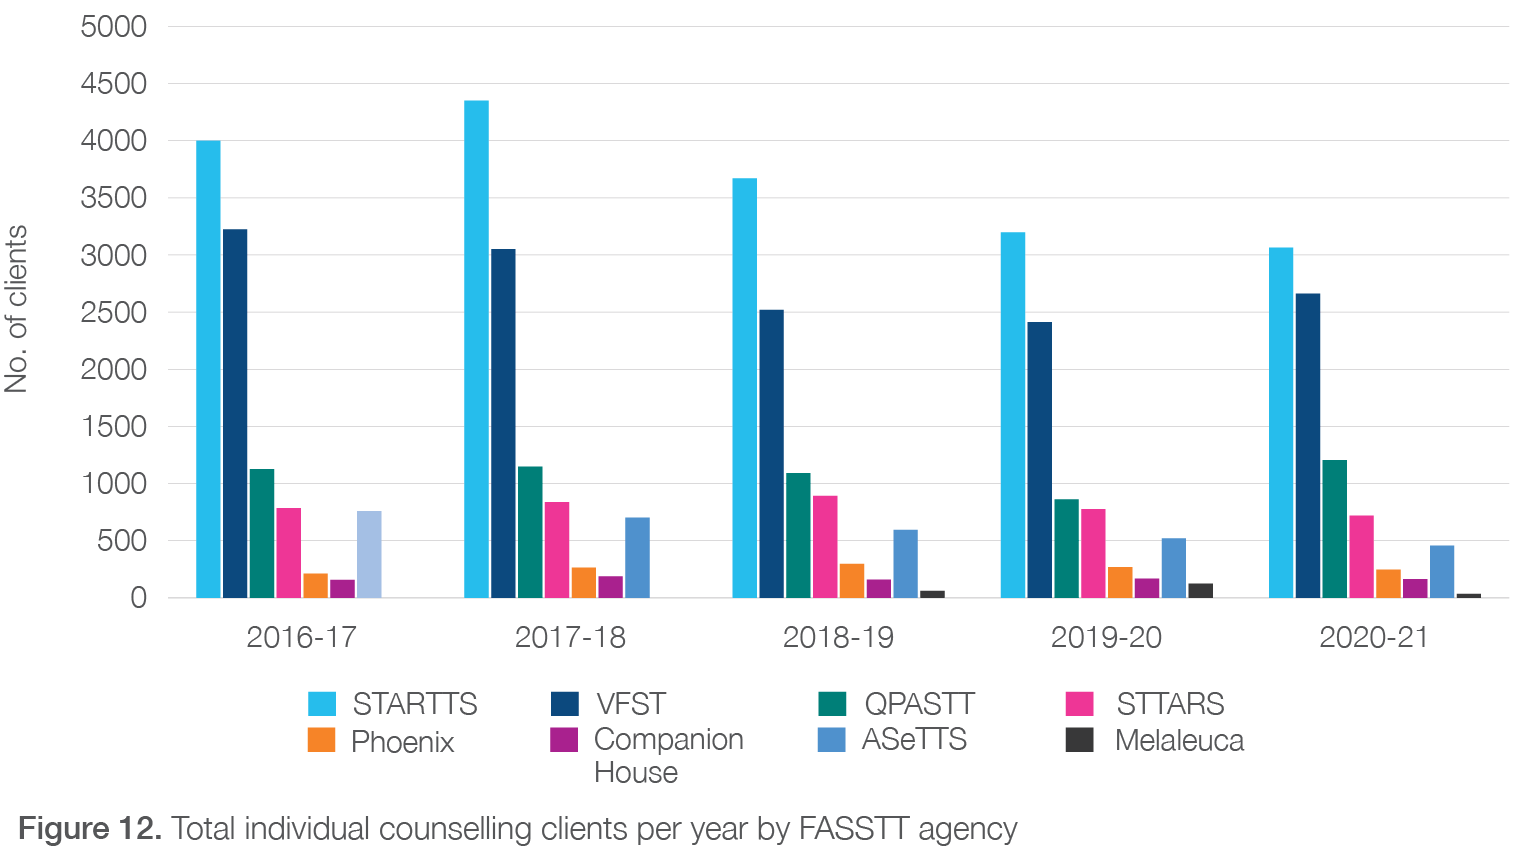 5000
4500
4000
3500
3000
2500
2000
1500
1000
500
0
No. of clients
2016-17 2017-18 2018-19 2019-20 2020-21
STARTTS VFST QPASTT STTARS
Phoenix Companion House ASeTTS Melaleuca
Figure 12. Total individual counselling clients per year by FASSTT agency